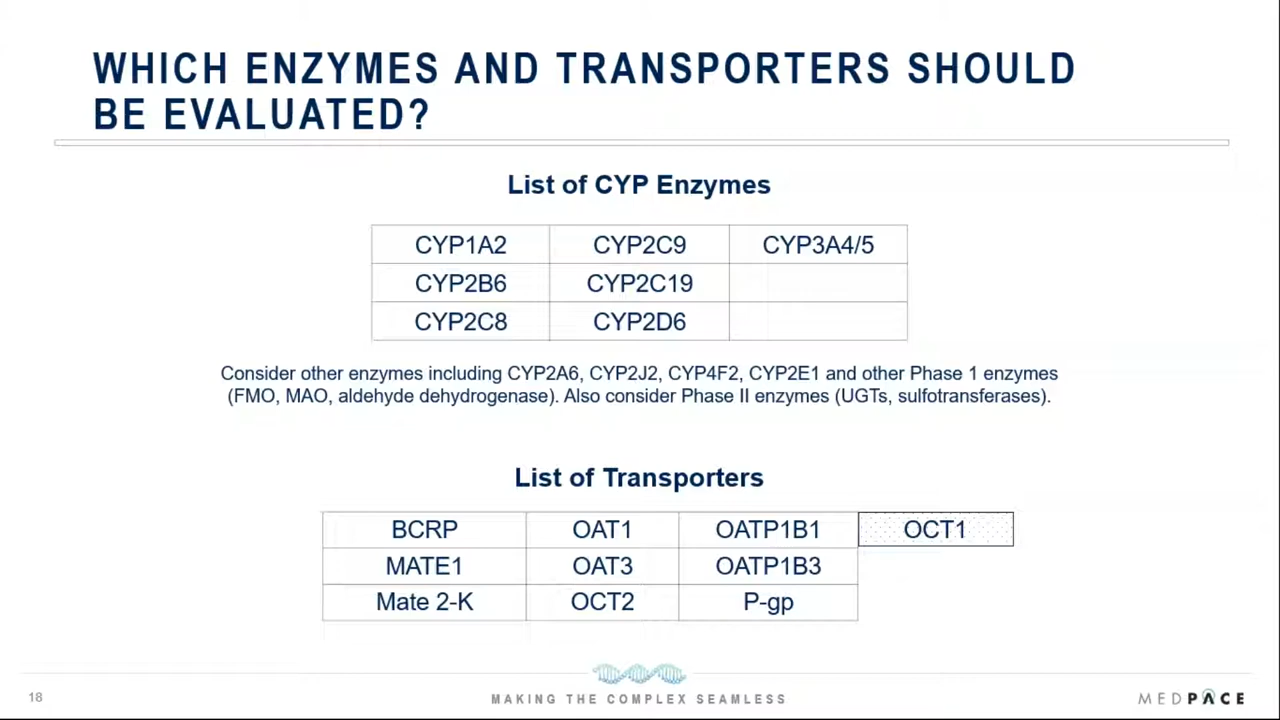 WHICH ENZYMES AND TRANSPORTERS SHOULD
BE EVALUATED?
List of CYP Enzymes
CYP1A2 CYP2C9 CYP3A4/5
CYP2B6 CYP2C19
CYP2C8 CYP2D6
Consider other enzymes including CYP2A6, CYP2J2, CYP4F2, CYP2E1 and other Phase 1 enzymes
(FMO, MAO, aldehyde dehydrogenase). Also consider Phase II enzymes (UGTs, sulfotransferases).
List of Transporters
BCRP OAT1 OATP1B1 OCT1
MATE1 OAT3 OATP1B3
Mate 2-K OCT2 P-gp
18
MAKING THE COMPLEX SEAMLESS
MEDPACE